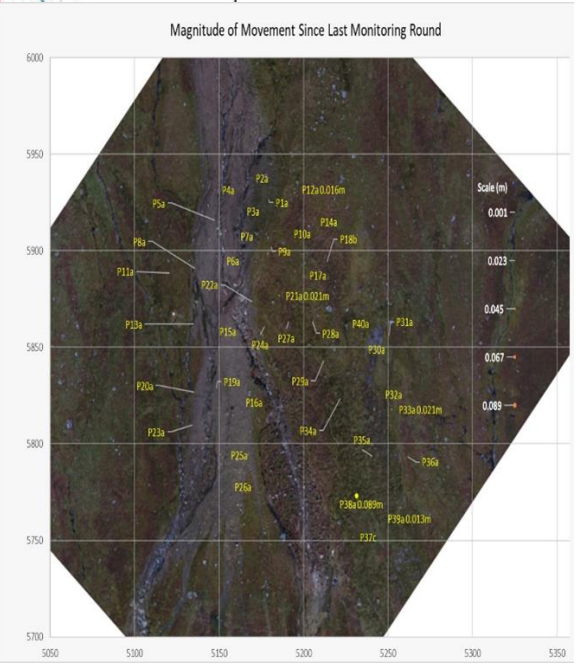 Magnitude of Movement Since Last Monitoring Round
6000
5950
P2a
P4a
P12a 0.016m
Scale (m)
P5a
P1a
P3a
0.001
P14a
P7a
P10a
P18b
P8a
5900
P9a
P6a
0.023
P11a
P17a
P22a
P21a 0.021m
0.045
P13a
P40a
P31a
P15a
P28a
P27a
P24a
5850
P30a
0.067
P19a
P29a
P20a
P32a
P16a
0.089
P33a 0.021m
P23a
P34a
P35a
5800
P25a
P36a
P26a
P38a 0.089m
P39a 0.013m
P37c
5750
5700
5050
5100
5150
5200
5250
5300
5350